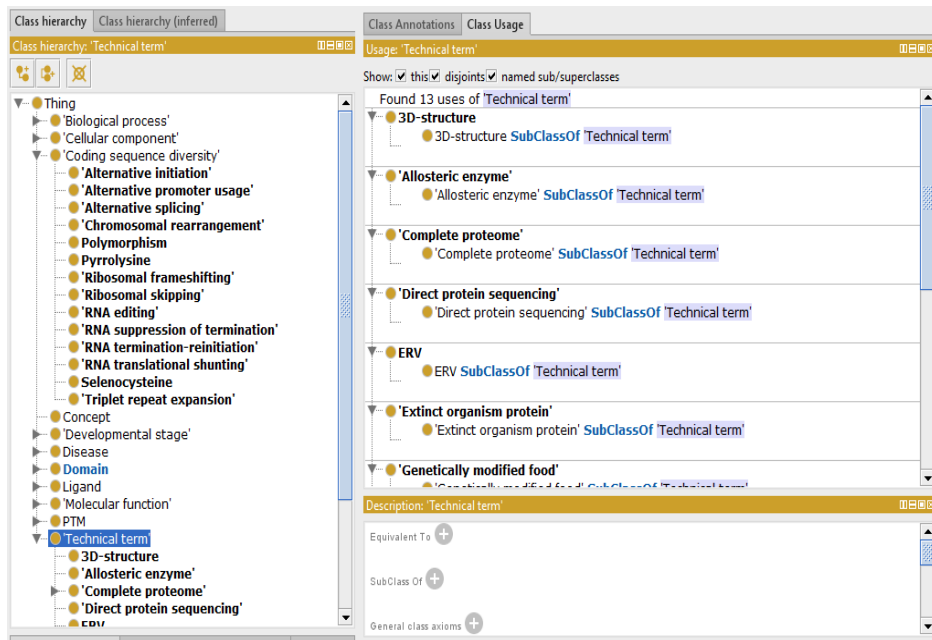 Class hierarchy Class hierarchy (inferred)
Class hierarchy: 'Technical term'
Thing
'Biological process'
'Cellular component'
'Coding sequence diversity'
'Alternative initiation'
'Alternative promoter usage'
'Alternative splicing'
'Chromosomal rearrangement'
Polymorphism
Pyrrolysine
'Ribosomal frameshifting'
'Ribosomal skipping'
'RNA editing'
'RNA suppression of termination'
'RNA termination-reinitiation'
'RNA translational shunting'
Selenocysteine
'Triplet repeat expansion'
Concept
'Developmental stage'
Disease
Domain
Ligand
'Molecular function'
PTM
'Technical term'
3D-structure
'Allosteric enzyme'
'Complete proteome'
'Direct protein sequencing'
ERV
Class Annotations Class Usage
Usage: 'Technical term'
Show: this disjoints named sub/superclasses
Found 13 uses of 'Technical term'
3D-structure
3D-structure SubClassOf 'Technical term'
'Allosteric enzyme'
'Allosteric enzyme' SubClassOf 'Technical term'
'Complete proteome'
'Complete proteome' SubClassOf 'Technical term'
'Direct protein sequencing'
'Direct protein sequencing' SubClassOf 'Technical term'
ERV
ERV SubClassOf 'Technical term'
'Extinct organism protein'
'Extinct organism protein' SubClassOf 'Technical term'
'Genetically modified food'
'Genetically modified food' SubClassOf 'Technical term'
Description: 'Technical term'
Equivalent To
SubClass Of
General class axioms